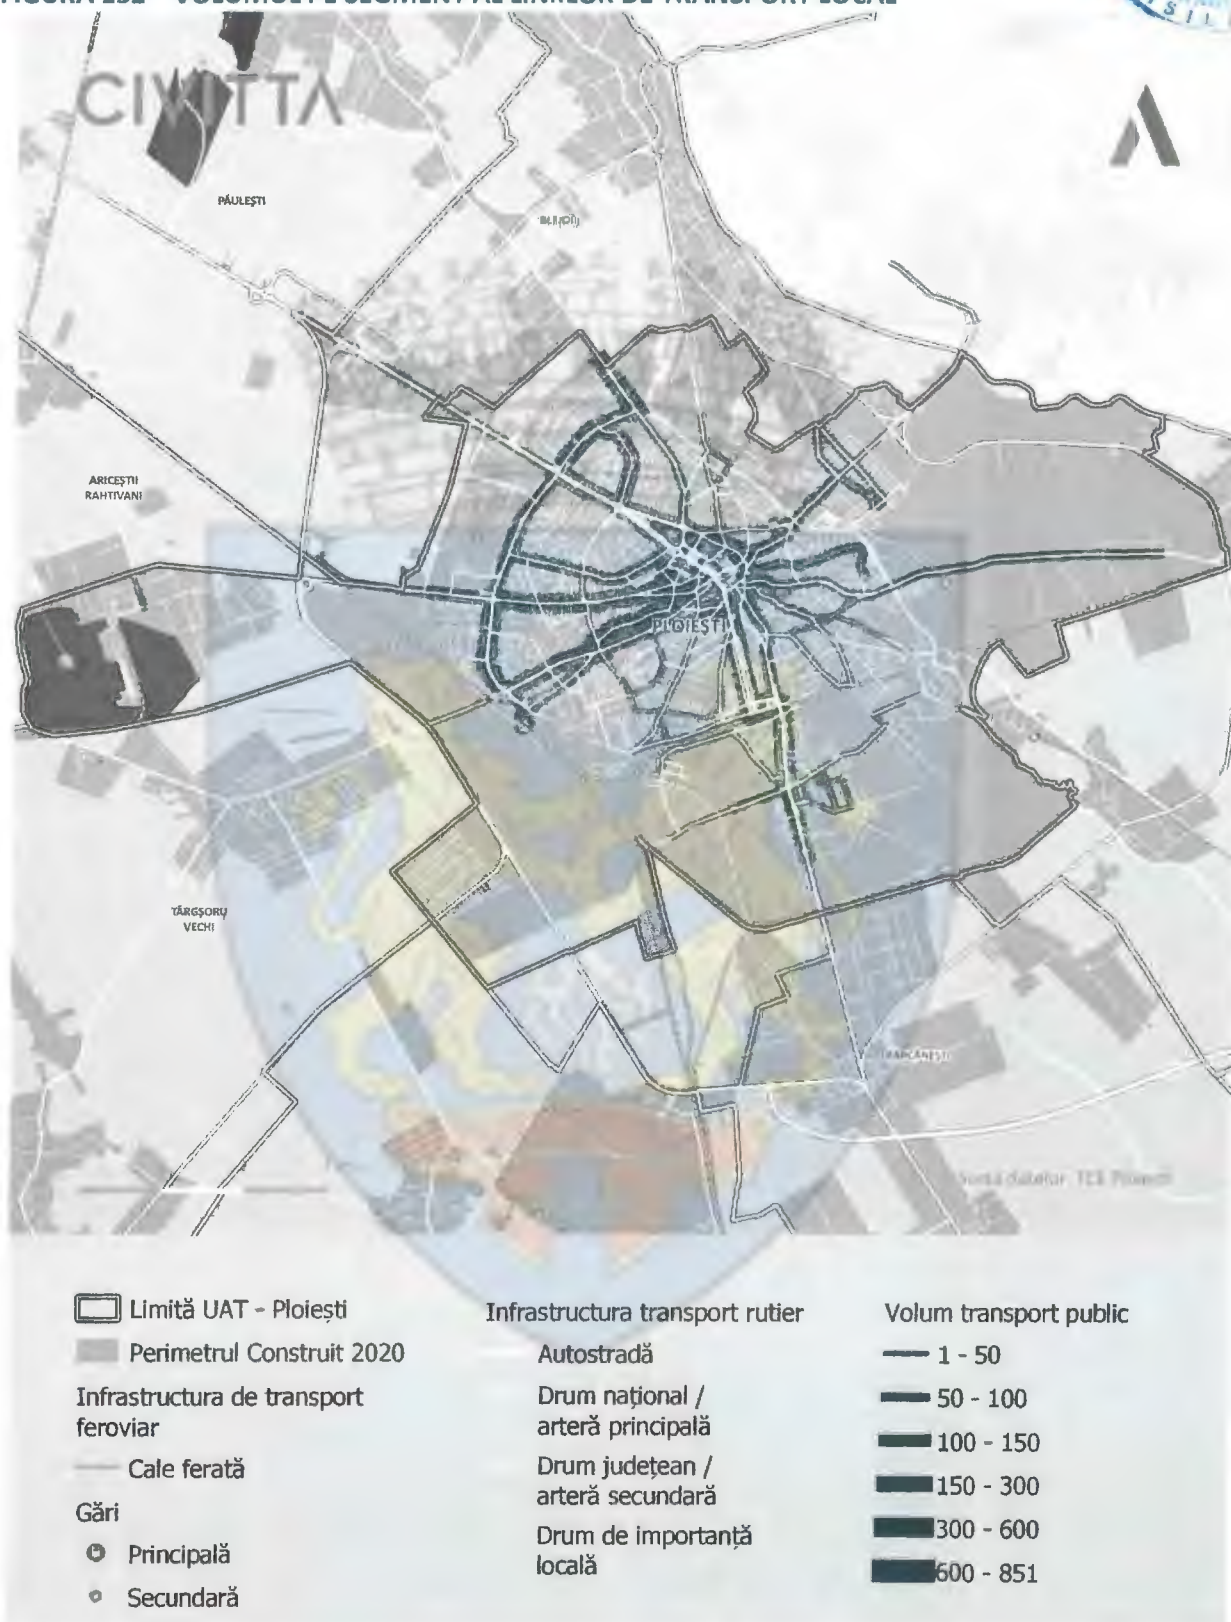 CIVITTA
PĂULEȘTI
ARICEȘTII
RAHTIVANI
PLOIEȘTI
TÂRGȘORU
VECHI
Limită UAT - Ploiești
Perimetrul Construit 2020
Infrastructura de transport
feroviar
Cale ferată
Gări
Principală
Secundară
Infrastructura transport rutier
Autostradă
Drum național /
arteră principală
Drum județean /
arteră secundară
Drum de importanță
locală
Volum transport public
1 - 50
50 - 100
100 - 150
150 - 300
300 - 600
600 - 851